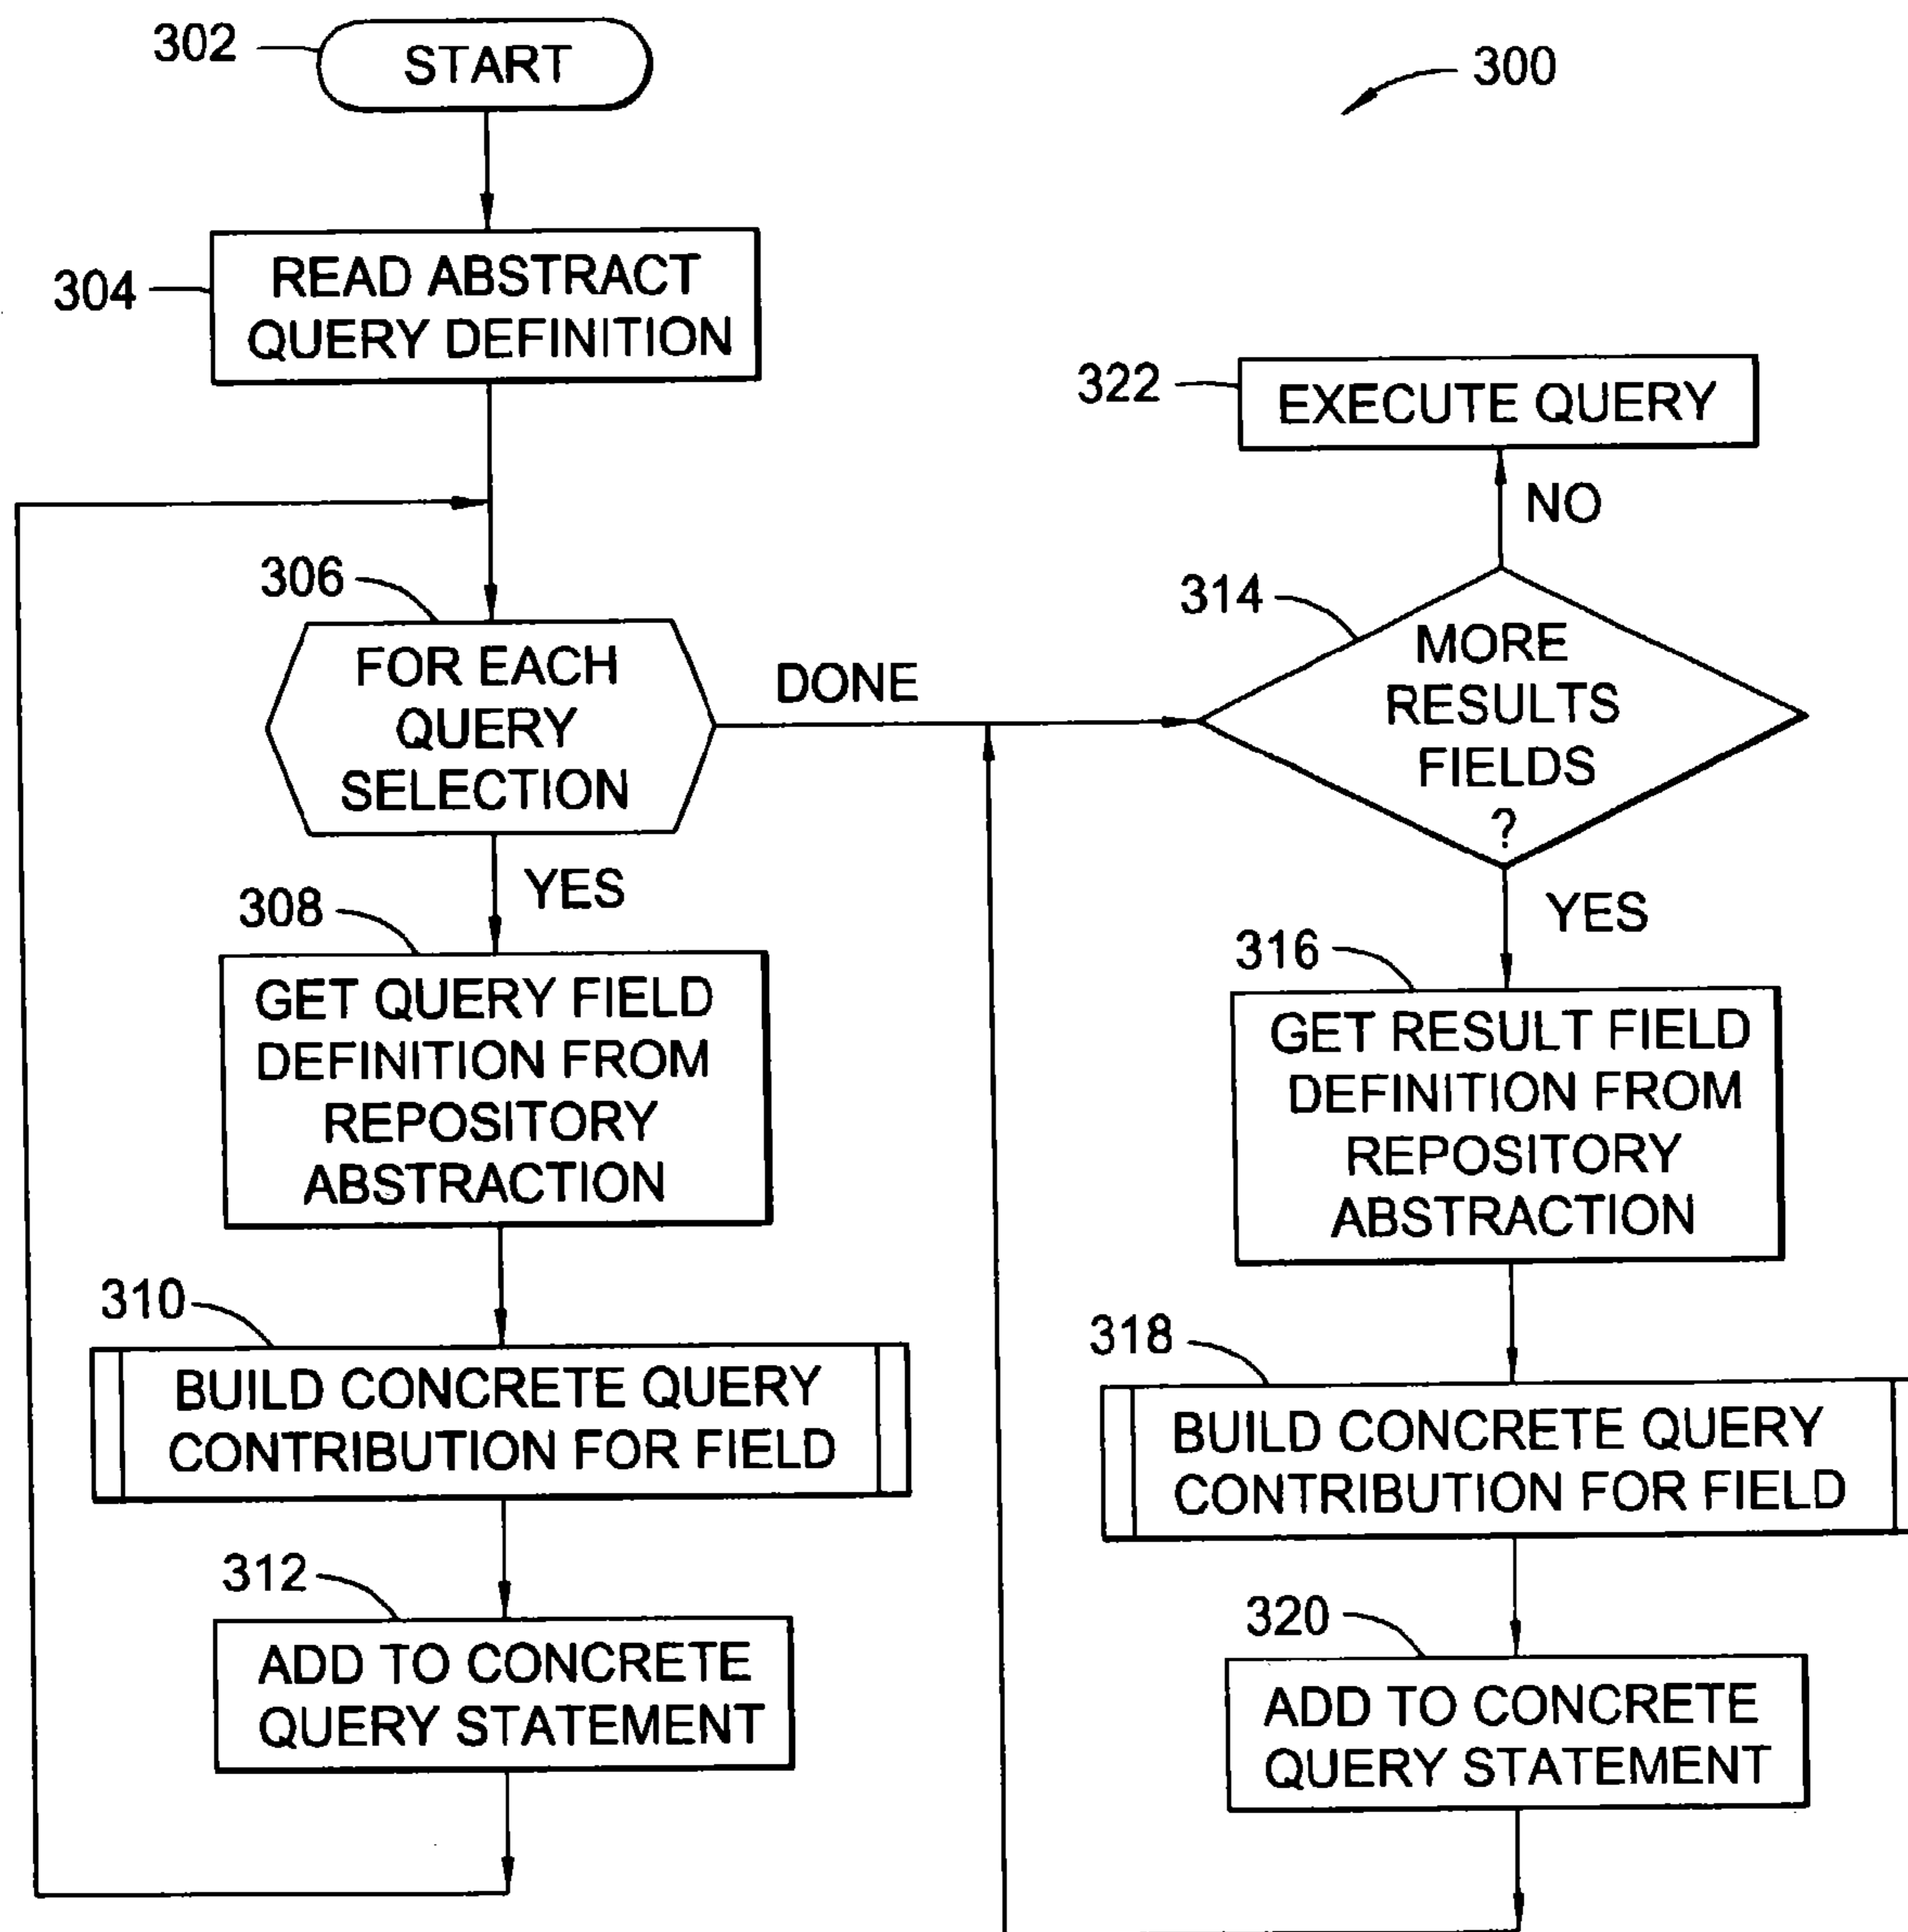 302
START
300
304
READ ABSTRACT
QUERY DEFINITION
306
FOR EACH
QUERY
SELECTION
DONE
YES
308
GET QUERY FIELD
DEFINITION FROM
REPOSITORY
ABSTRACTION
310
BUILD CONCRETE QUERY
CONTRIBUTION FOR FIELD
312
ADD TO CONCRETE
QUERY STATEMENT
322
EXECUTE QUERY
NO
314
MORE
RESULTS
FIELDS
?
YES
316
GET RESULT FIELD
DEFINITION FROM
REPOSITORY
ABSTRACTION
318
BUILD CONCRETE QUERY
CONTRIBUTION FOR FIELD
320
ADD TO CONCRETE
QUERY STATEMENT